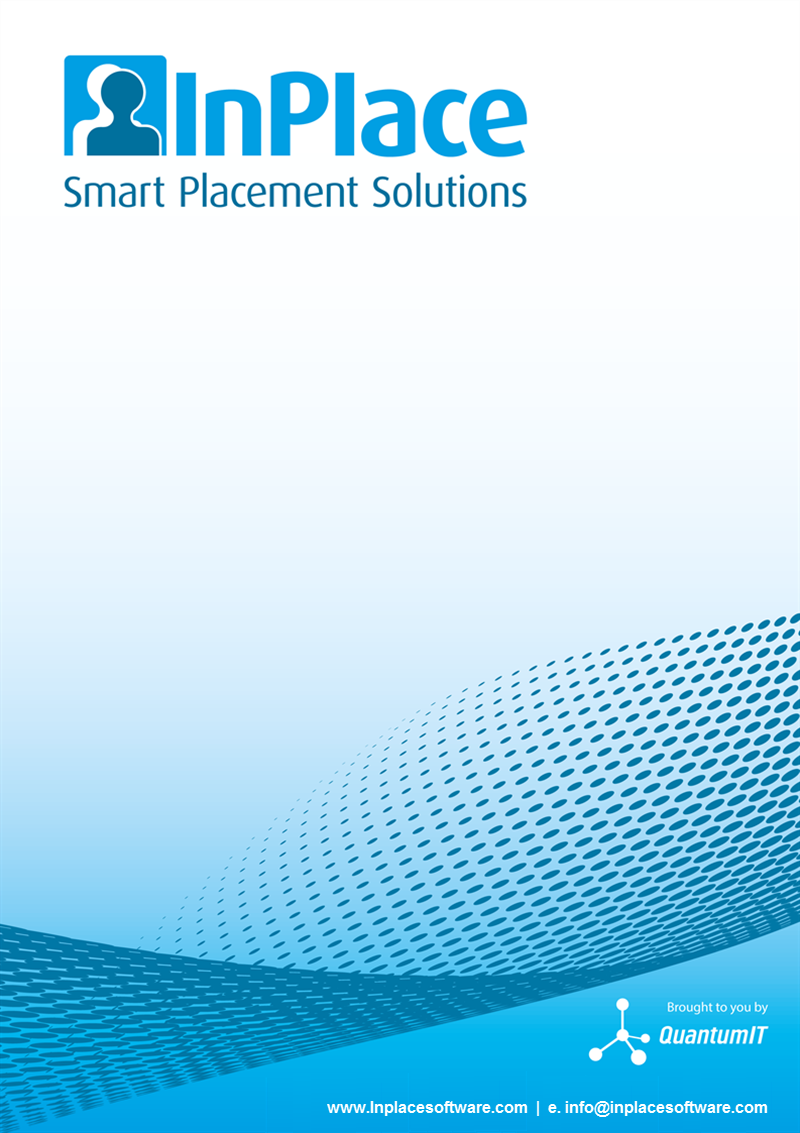 InPlace
Smart Placement Solutions
Brought to you by
QuantumIT
www.Inplacesoftware.com | e. info@inplacesoftware.com